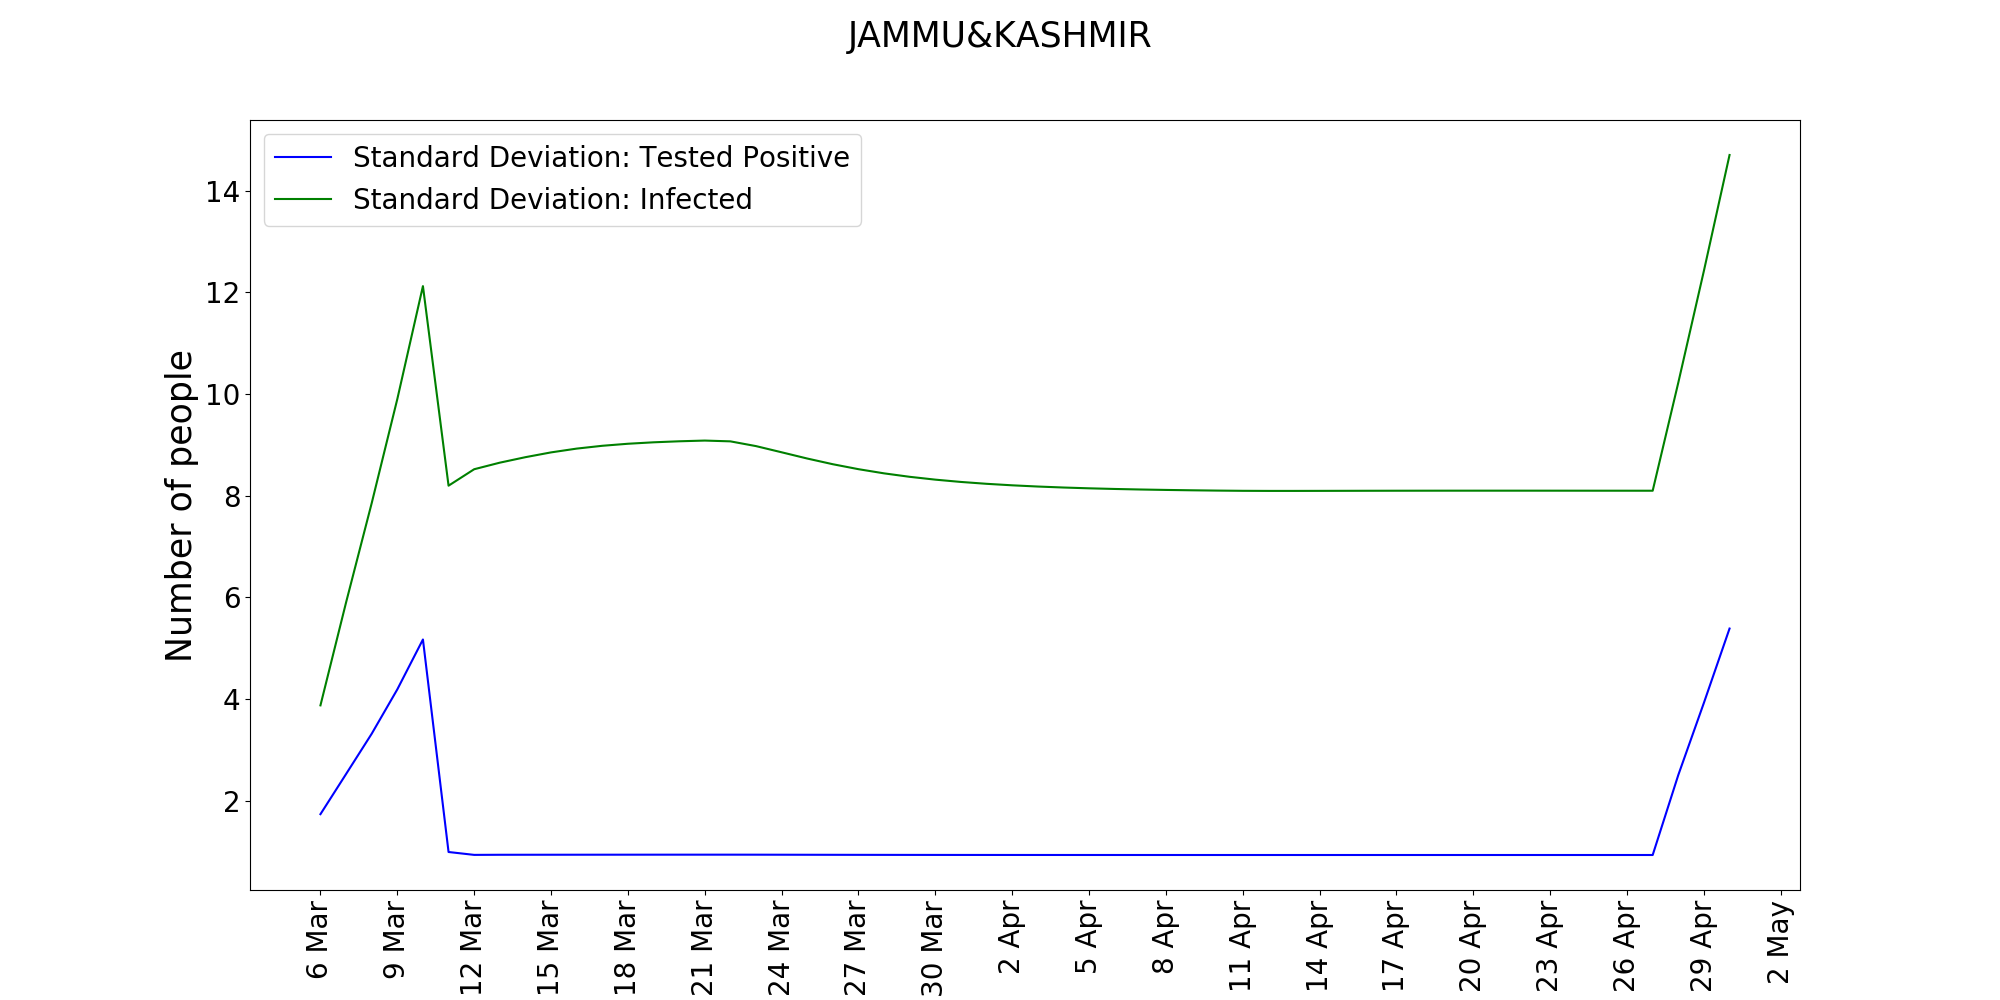 JAMMU&KASHMIR
Standard Deviation: Tested Positive
Standard Deviation: Infected
Number of people
14
12
10
8
6
4
2
6 Mar
9 Mar
12 Mar
15 Mar
18 Mar
21 Mar
24 Mar
27 Mar
30 Mar
2 Apr
5 Apr
8 Apr
11 Apr
14 Apr
17 Apr
20 Apr
23 Apr
26 Apr
29 Apr
2 May